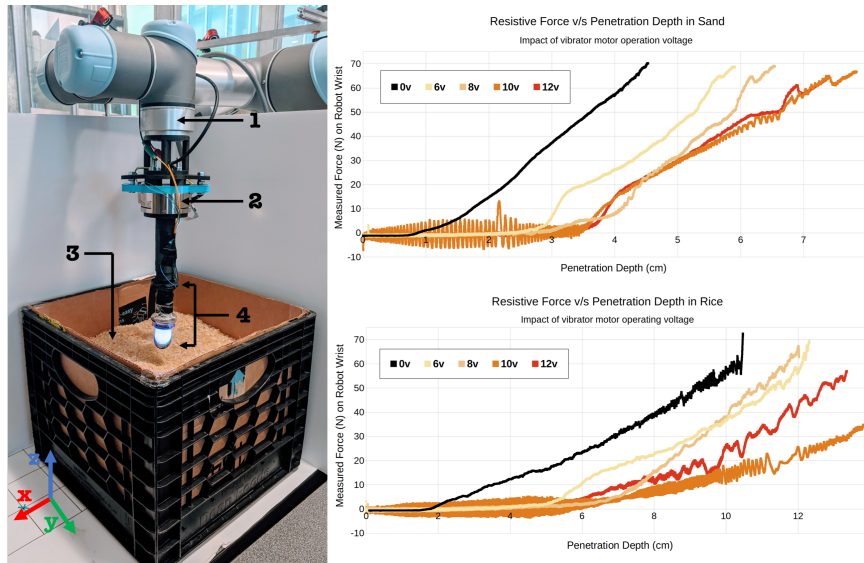 1
2
3
4
z
x
y
Resistive Force v/s Penetration Depth in Sand
Impact of vibrator motor operation voltage
Measured Force (N) on Robot Wrist
70
60
50
40
30
20
10
0
-10
0v 6v 8v 10v 12v
0 1 2 3 4 5 6 7
Penetration Depth (cm)
Resistive Force v/s Penetration Depth in Rice
Impact of vibrator motor operating voltage
Measured Force (N) on Robot Wrist
70
60
50
40
30
20
10
0
-10
0v 6v 8v 10v 12v
0 2 4 6 8 10 12
Penetration Depth (cm)